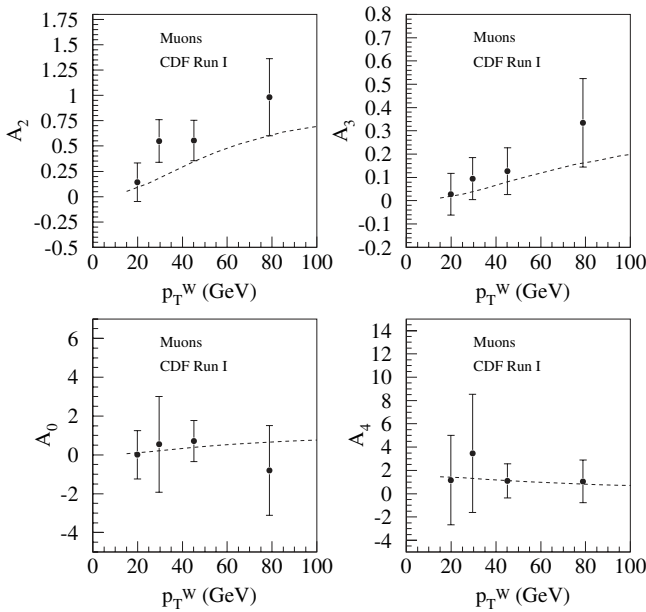 1.75
1.5
1.25
1
0.75
0.5
0.25
0
-0.25
-0.5
A2
Muons
CDF Run I
0 20 40 60 80 100
pTW (GeV)
0.8
0.7
0.6
0.5
0.4
0.3
0.2
0.1
0
-0.1
-0.2
A3
Muons
CDF Run I
0 20 40 60 80 100
pTW (GeV)
6
4
2
0
-2
-4
A0
Muons
CDF Run I
0 20 40 60 80 100
pTW (GeV)
14
12
10
8
6
4
2
0
-2
-4
A4
Muons
CDF Run I
0 20 40 60 80 100
pTW (GeV)